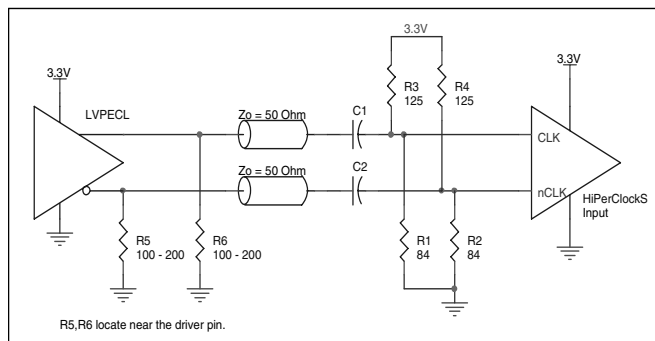 3.3V
3.3V
3.3V
LVPECL
Zo = 50 Ohm
C1
R3
125
R4
125
CLK
Zo = 50 Ohm
C2
nCLK
HiPerClockS
Input
R5
100 - 200
R6
100 - 200
R1
84
R2
84
R5,R6 locate near the driver pin.